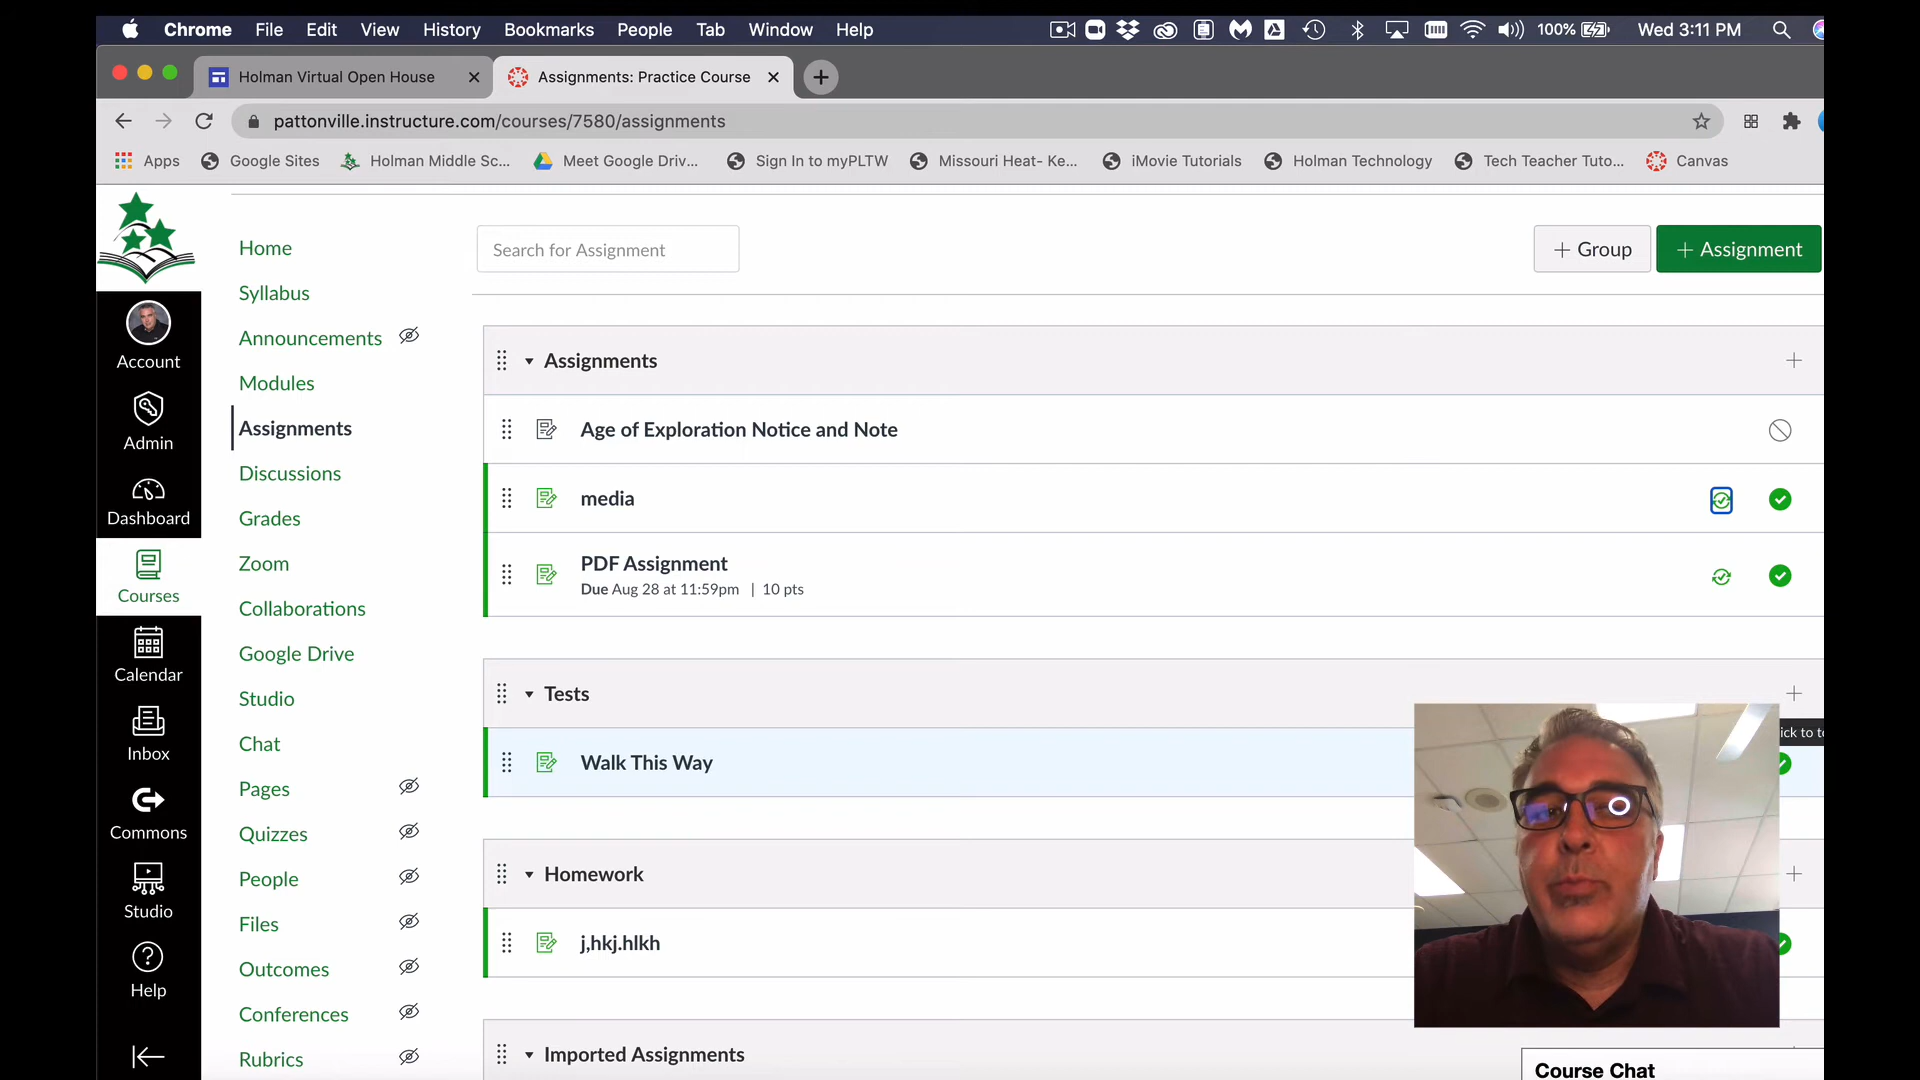 Chrome File Edit View History Bookmarks People Tab Window Help 100% Wed 3:11 PM
Holman Virtual Open House Assignments: Practice Course
pattonville.instructure.com/courses/7580/assignments
Apps Google Sites Holman Middle Sc... Meet Google Driv... Sign In to myPLTW Missouri Heat- Ke... iMovie Tutorials Holman Technology Tech Teacher Tuto... Canvas
Account
Admin
Dashboard
Courses
Calendar
Inbox
Commons
Studio
Help
Home
Syllabus
Announcements
Modules
Assignments
Discussions
Grades
Zoom
Collaborations
Google Drive
Studio
Chat
Pages
Quizzes
People
Files
Outcomes
Conferences
Rubrics
Search for Assignment
+ Group
+ Assignment
Assignments
Age of Exploration Notice and Note
media
PDF Assignment
Due Aug 28 at 11:59pm | 10 pts
Tests
Walk This Way
Homework
j,hkj.hlkh
Imported Assignments
Course Chat